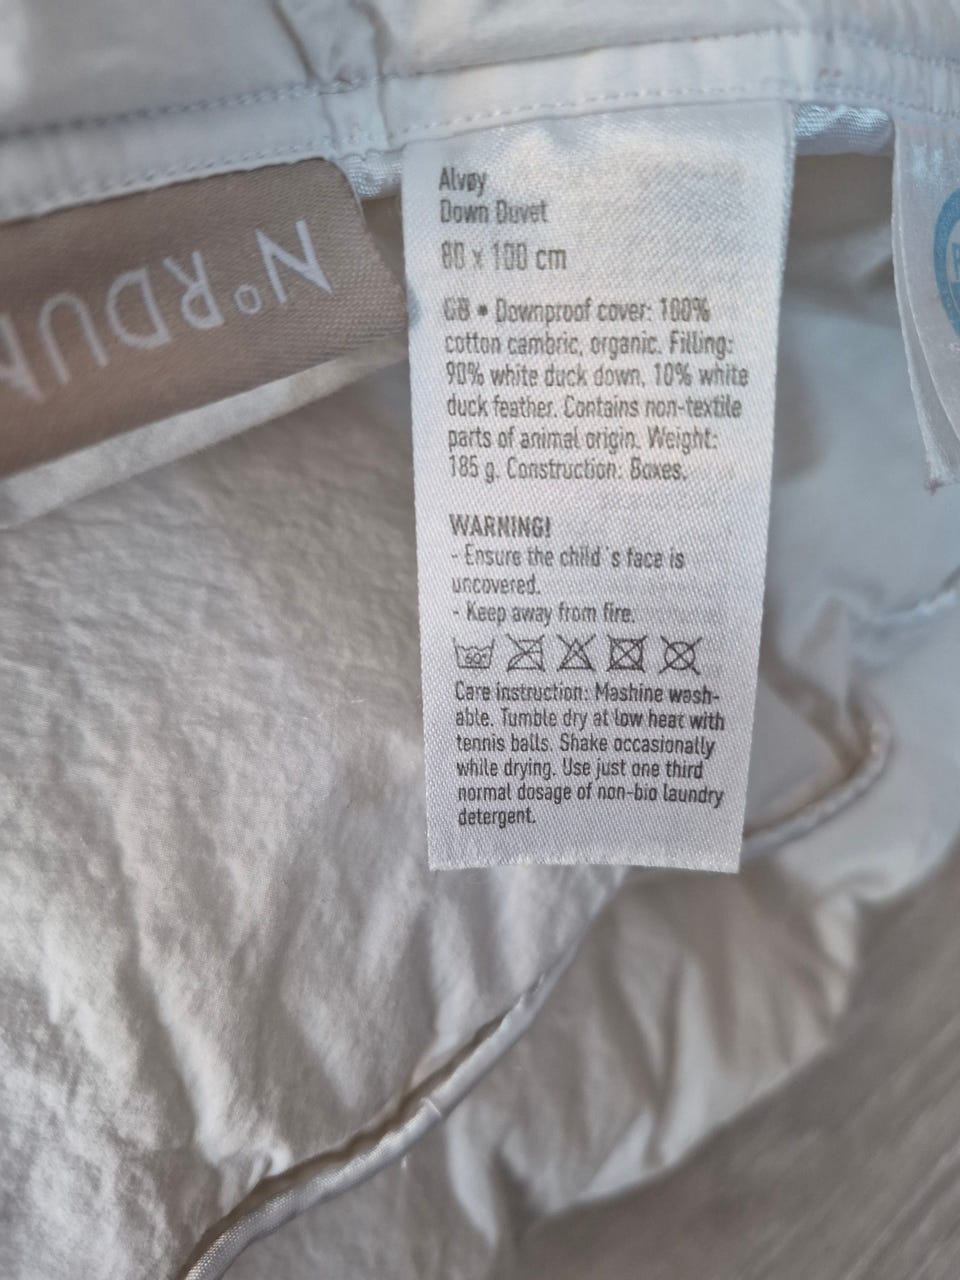 N°RDUN
Alvøy
Down Duvet
80 x 100 cm
GB • Downproof cover: 100%
cotton cambric, organic. Filling:
90% white duck down, 10% white
duck feather. Contains non-textile
parts of animal origin. Weight:
185 g. Construction: Boxes.
WARNING!
- Ensure the child ́s face is
uncovered.
- Keep away from fire.
60°
Care instruction: Mashine wash-
able. Tumble dry at low heat with
tennis balls. Shake occasionally
while drying. Use just one third
normal dosage of non-bio laundry
detergent.